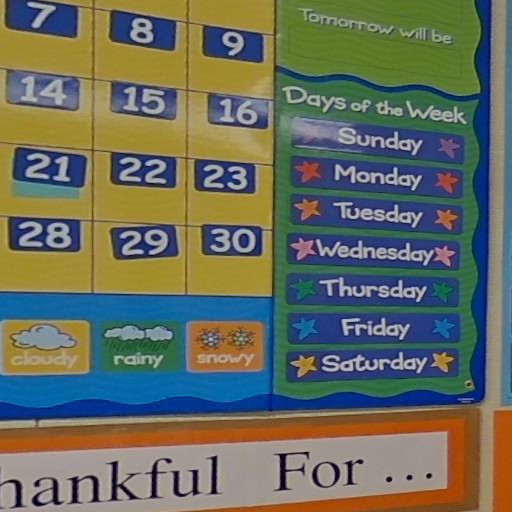 7 8 9
14 15 16
21 22 23
28 29 30
cloudy rainy snowy
Tomorrow will be
Days of the Week
Sunday
Monday
Tuesday
Wednesday
Thursday
Friday
Saturday
hankful For ...